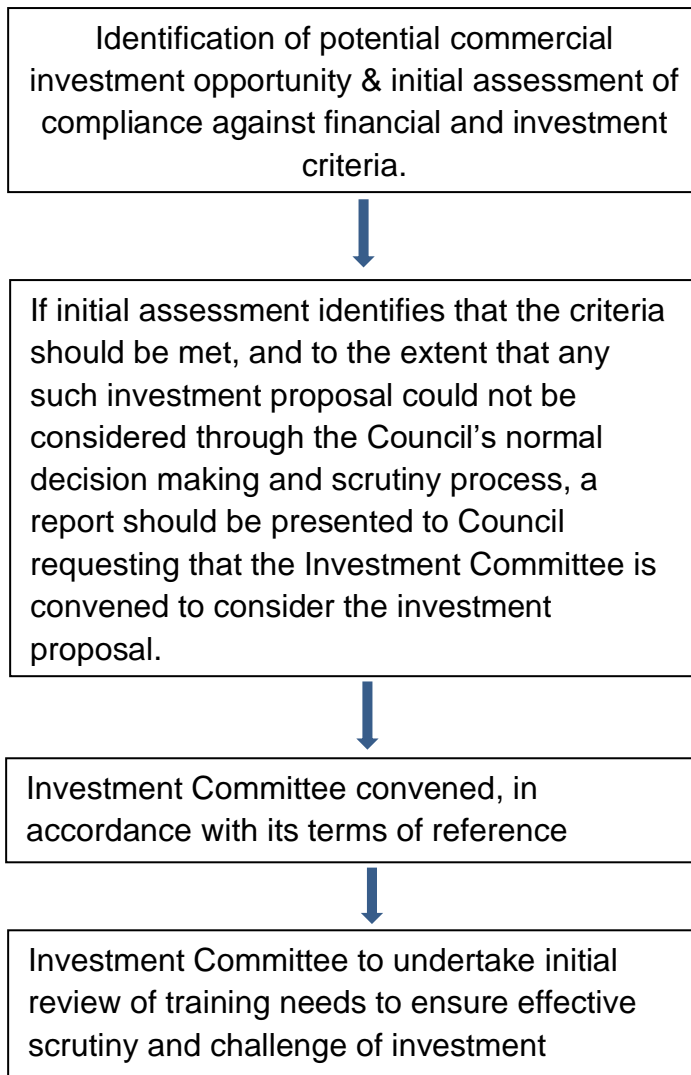 Identification of potential commercial
investment opportunity & initial assessment of
compliance against financial and investment
criteria.
If initial assessment identifies that the criteria
should be met, and to the extent that any
such investment proposal could not be
considered through the Council’s normal
decision making and scrutiny process, a
report should be presented to Council
requesting that the Investment Committee is
convened to consider the investment
proposal.
Investment Committee convened, in
accordance with its terms of reference
Investment Committee to undertake initial
review of training needs to ensure effective
scrutiny and challenge of investment